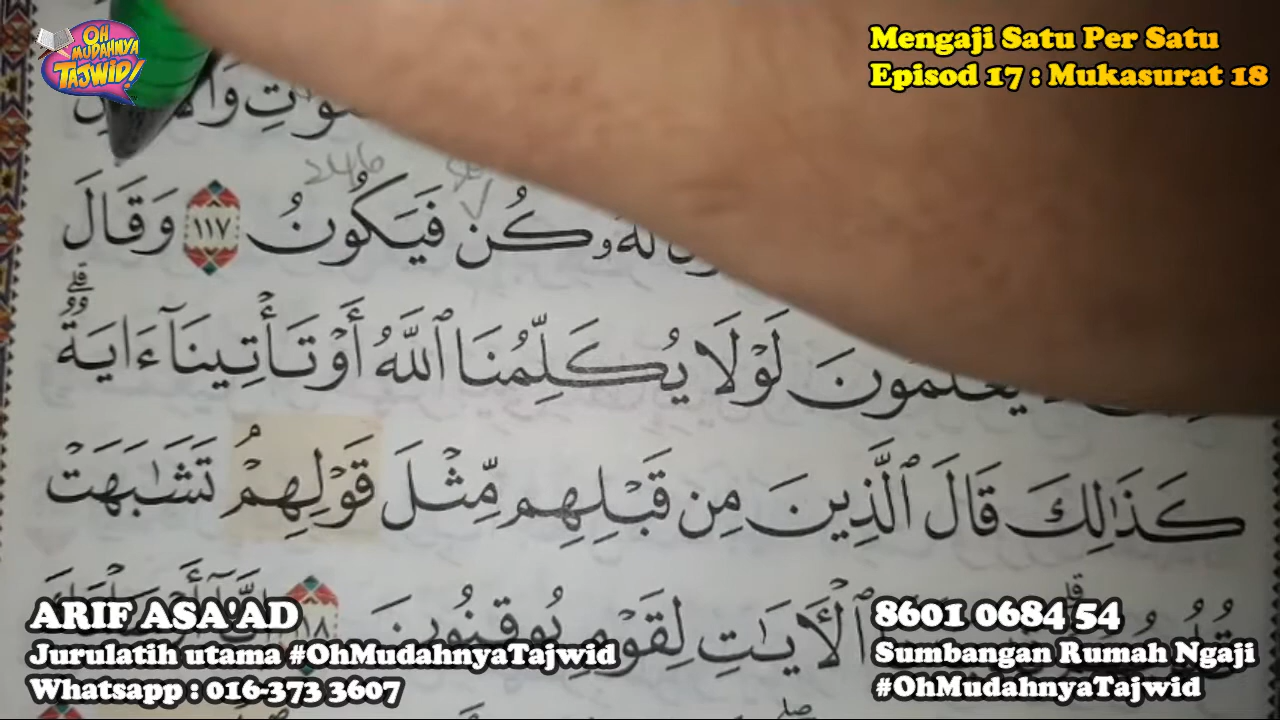 OH
MUDAHNYA
TAJWID!
Mengaji Satu Per Satu
Episod 17 : Mukasurat 18
كُن فَيَكُونُ ١١٧ وَقَالَ
يَعْلَمُونَ لَوْلَا يُكَلِّمُنَا ٱللَّهُ أَوْ تَأْتِينَآ ءَايَةٌ ۗ
كَذَٰلِكَ قَالَ ٱلَّذِينَ مِن قَبْلِهِم مِّثْلَ قَوْلِهِمْ ۘ تَشَٰبَهَتْ
ٱلْأٓيَٰتِ لِقَوْمٍ يُوقِنُونَ
ARIF ASA'AD
Jurulatih utama #OhMudahnyaTajwid
Whatsapp : 016-373 3607
8601 0684 54
Sumbangan Rumah Ngaji
#OhMudahnyaTajwid